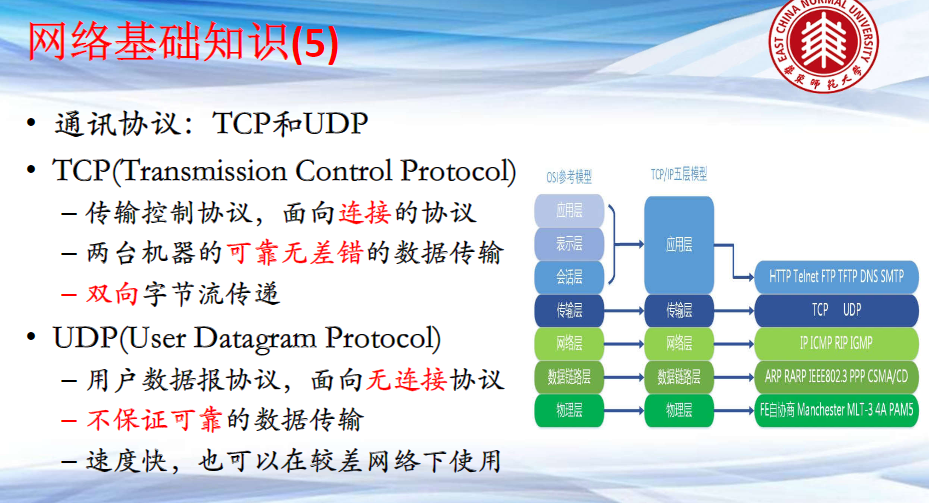 网络基础知识(5)
EAST CHINA NORMAL UNIVERSITY
華東師範大學
• 通讯协议：TCP和UDP
• TCP(Transmission Control Protocol)
– 传输控制协议，面向连接的协议
– 两台机器的可靠无差错的数据传输
– 双向字节流传递
• UDP(User Datagram Protocol)
– 用户数据报协议，面向无连接协议
– 不保证可靠的数据传输
– 速度快，也可以在较差网络下使用
OSI参考模型
TCP/IP五层模型
应用层
表示层
会话层
传输层
网络层
数据链路层
物理层
应用层
传输层
网络层
数据链路层
物理层
HTTP Telnet FTP TFTP DNS SMTP
TCP UDP
IP ICMP RIP IGMP
ARP RARP IEEE802.3 PPP CSMA/CD
FE自协商 Manchester MLT-3 4A PAM5